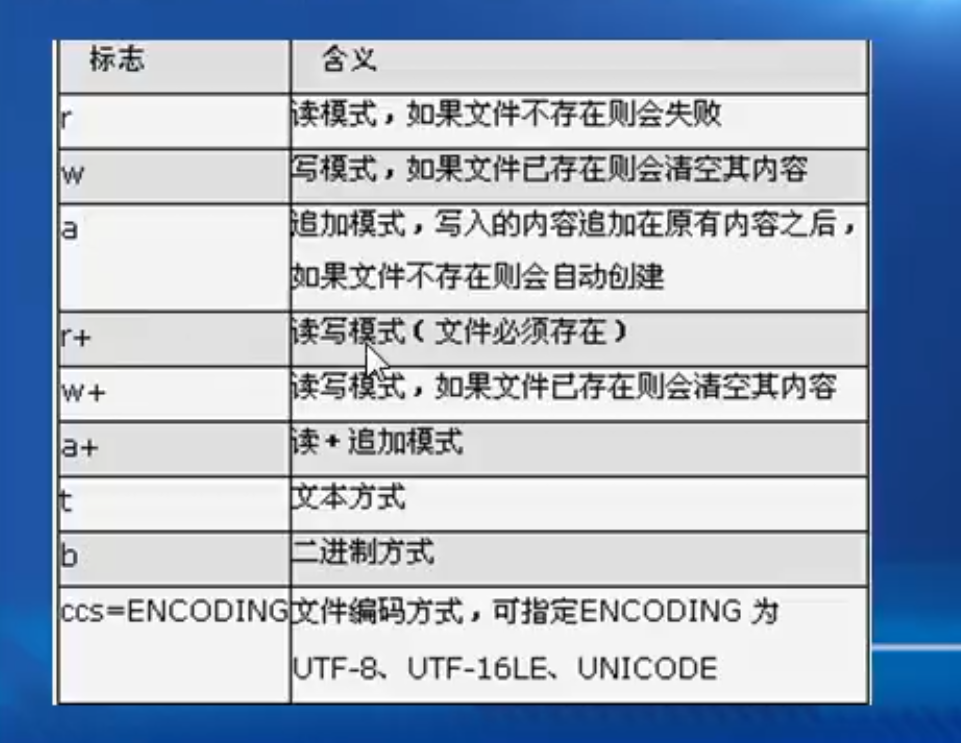 标志 含义
r 读模式，如果文件不存在则会失败
w 写模式，如果文件已存在则会清空其内容
a 追加模式，写入的内容追加在原有内容之后，
如果文件不存在则会自动创建
r+ 读写模式（文件必须存在）
w+ 读写模式，如果文件已存在则会清空其内容
a+ 读+追加模式
t 文本方式
b 二进制方式
ccs=ENCODING 文件编码方式，可指定ENCODING 为
UTF-8、UTF-16LE、UNICODE